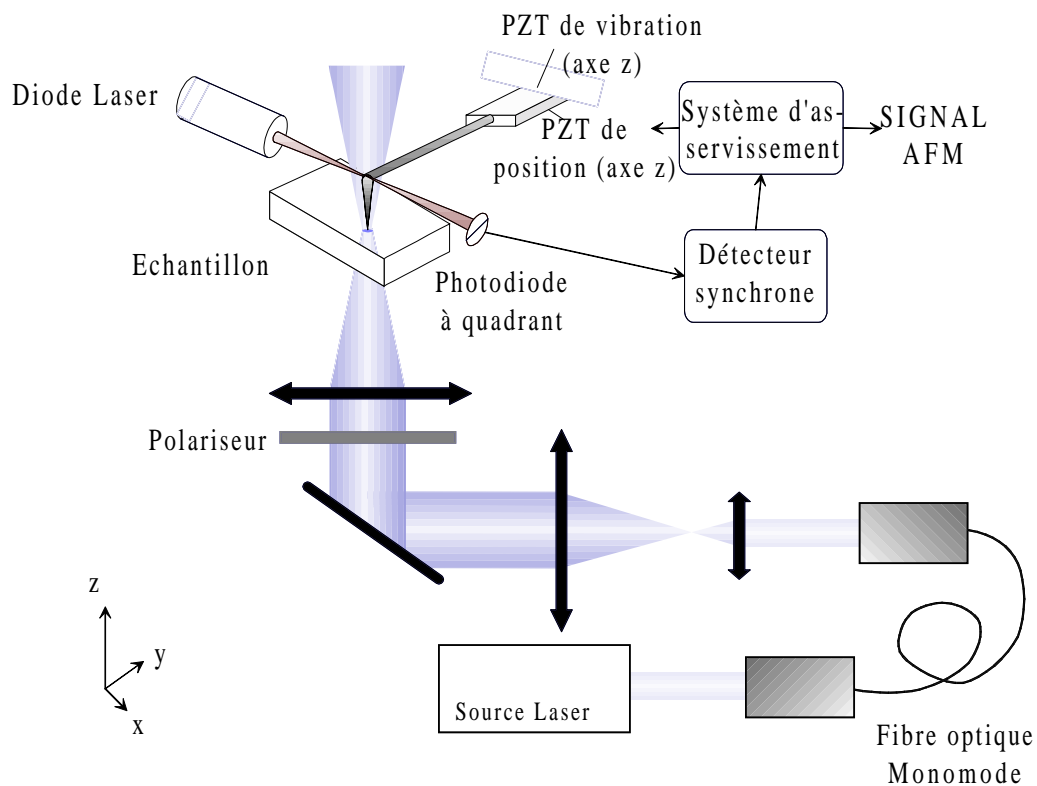 PZT de vibration
(axe z)
Diode Laser
Système d'as-
servissement
SIGNAL
AFM
PZT de
position (axe z)
Echantillon
Photodiode
à quadrant
Détecteur
synchrone
Polariseur
z
y
x
Source Laser
Fibre optique
Monomode